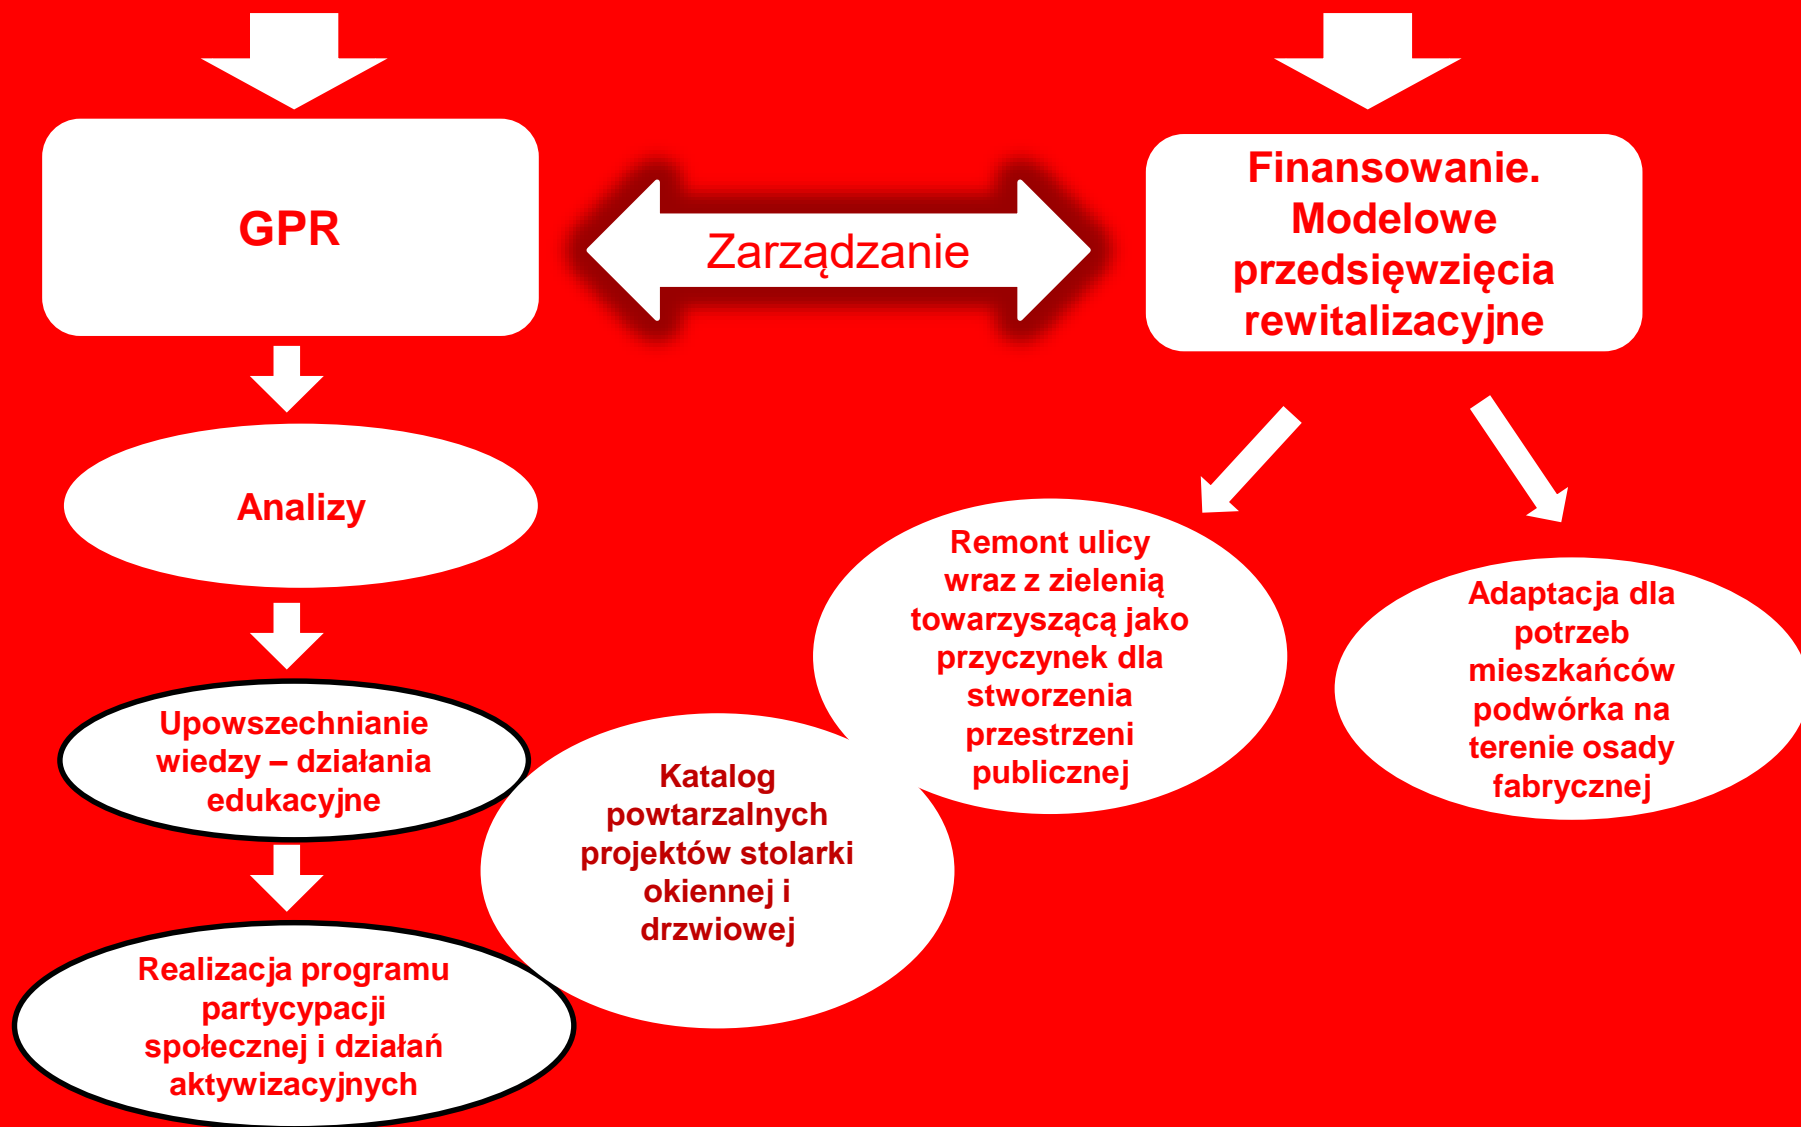 GPR
Zarządzanie
Finansowanie.
Modelowe
przedsięwzięcia
rewitalizacyjne
Analizy
Upowszechnianie
wiedzy – działania
edukacyjne
Realizacja programu
partycypacji
społecznej i działań
aktywizacyjnych
Katalog
powtarzalnych
projektów stolarki
okiennej i
drzwiowej
Remont ulicy
wraz z zielenią
towarzyszącą jako
przyczynek dla
stworzenia
przestrzeni
publicznej
Adaptacja dla
potrzeb
mieszkańców
podwórka na
terenie osady
fabrycznej